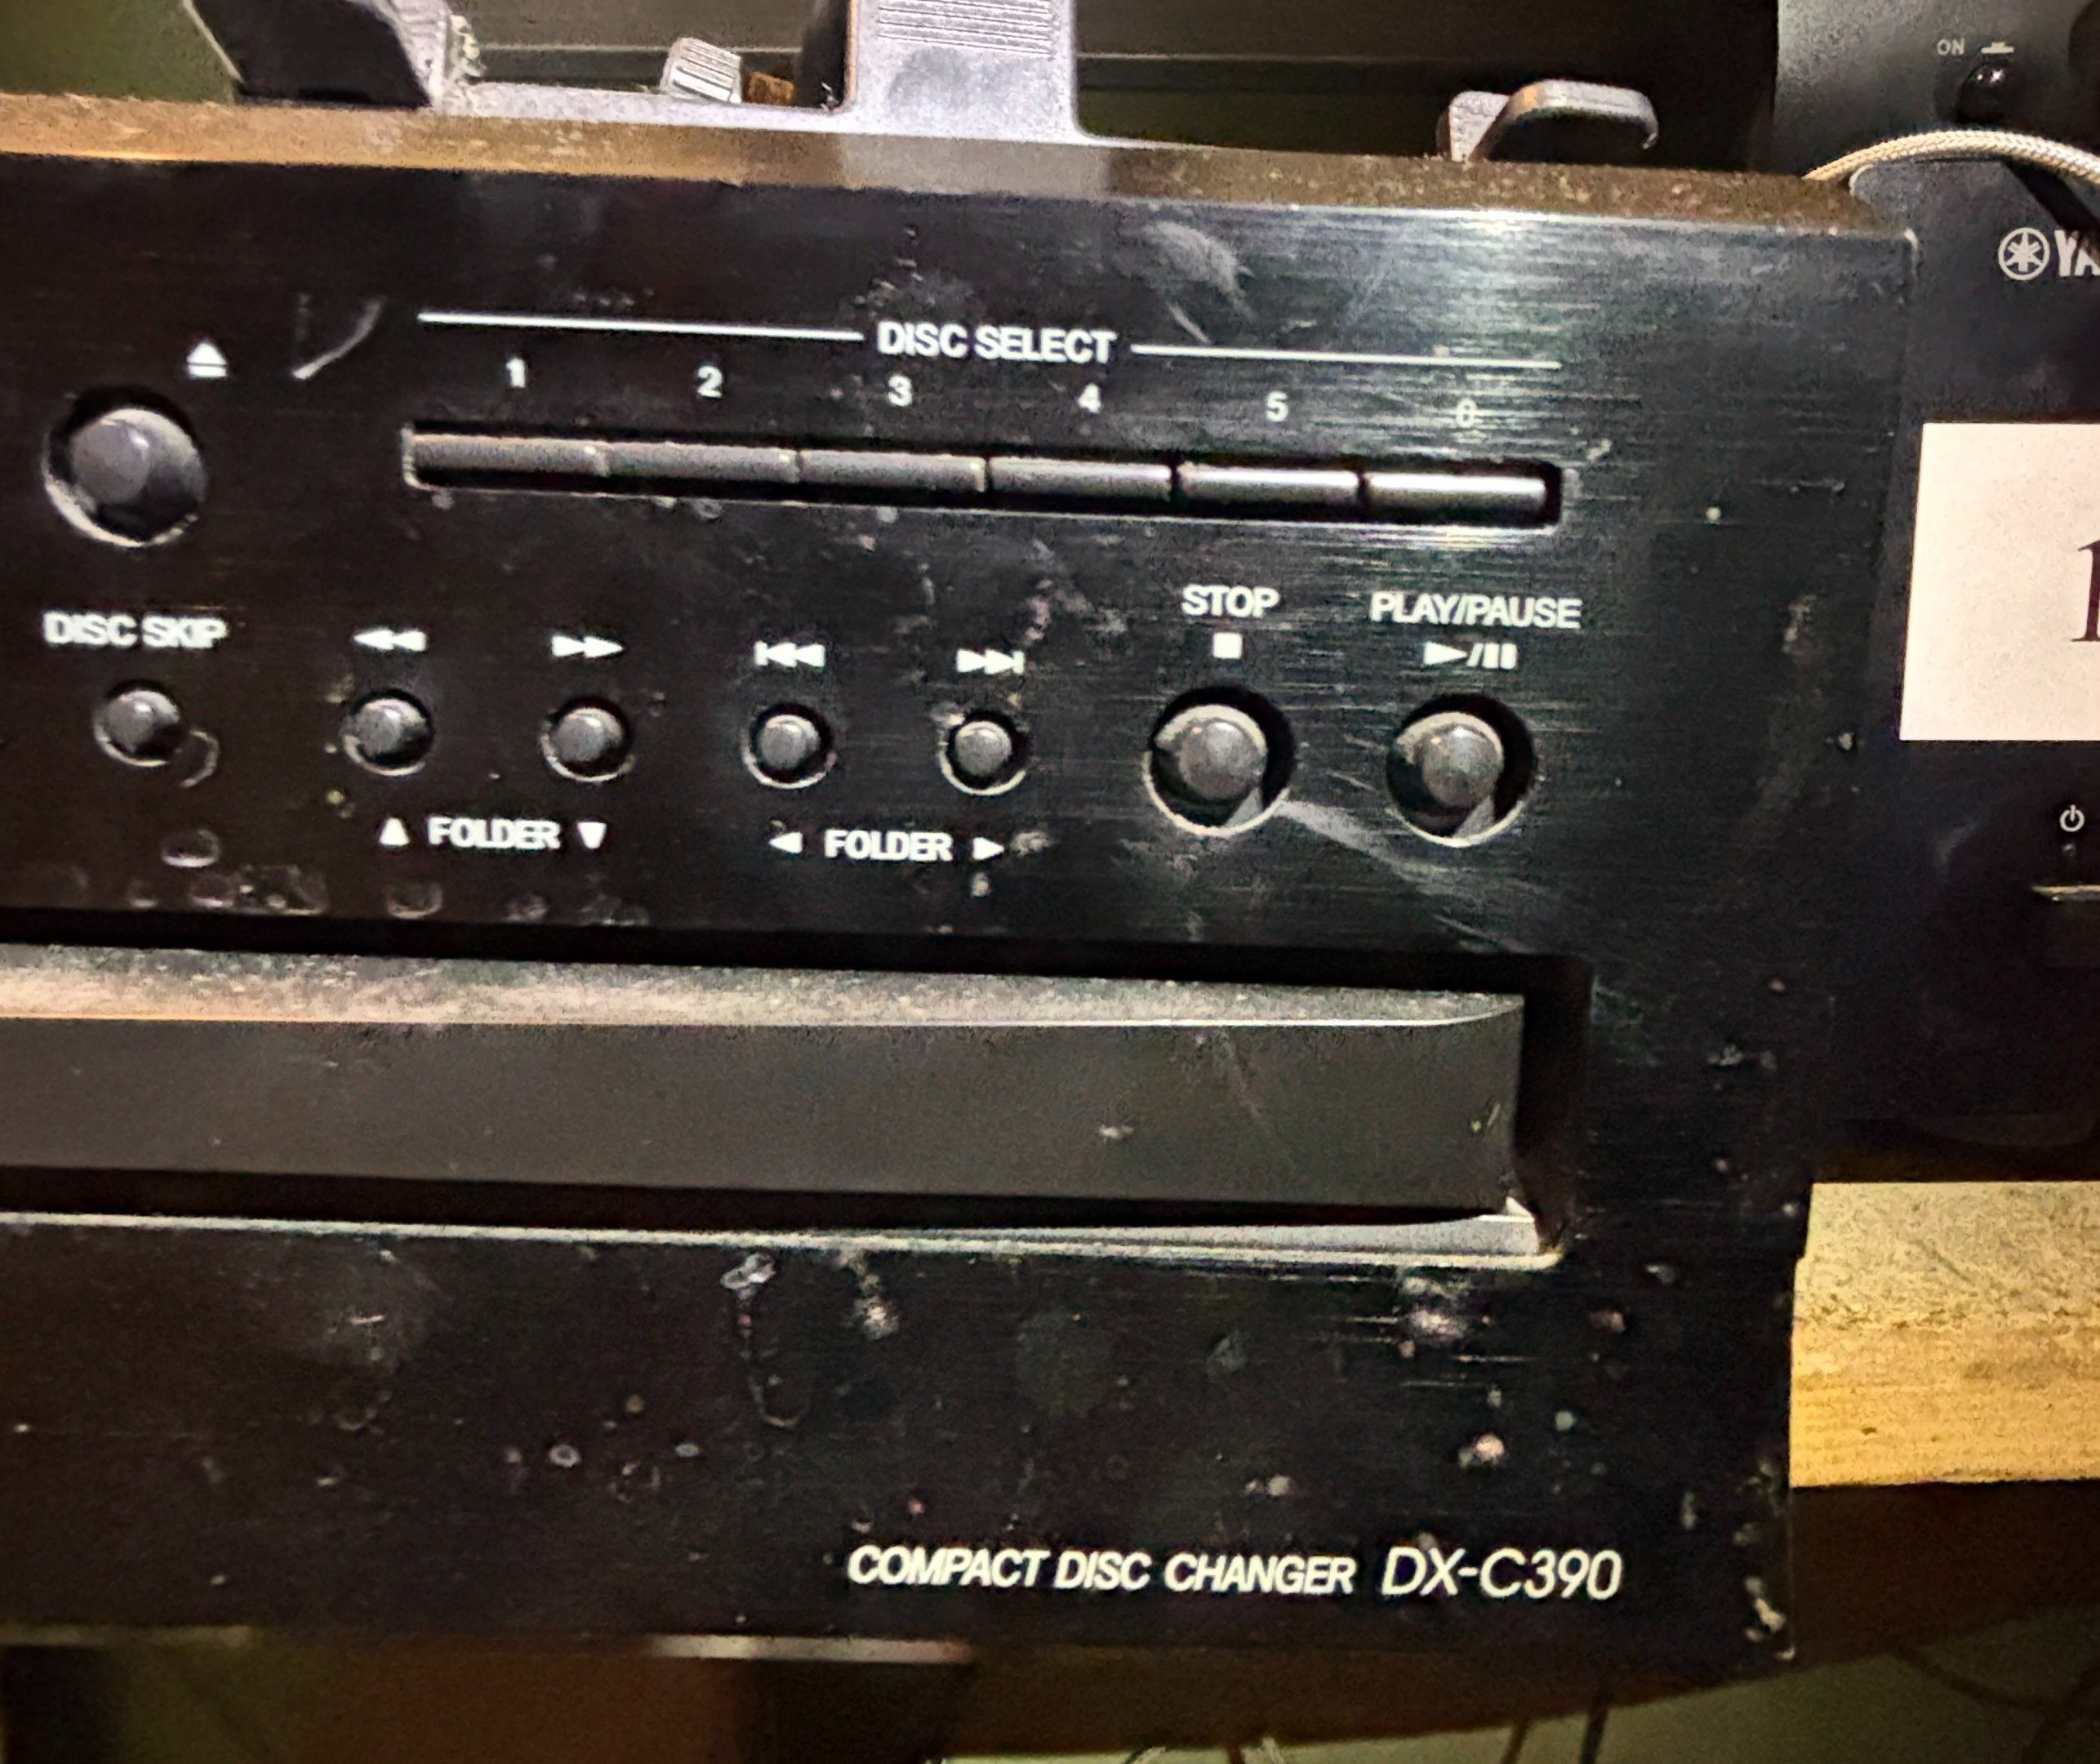 ON
YA
DISC SELECT
1 2 3 4 5 6
DISC SKIP
STOP
PLAY/PAUSE
▲ FOLDER ▼
◄ FOLDER ►
COMPACT DISC CHANGER DX-C390